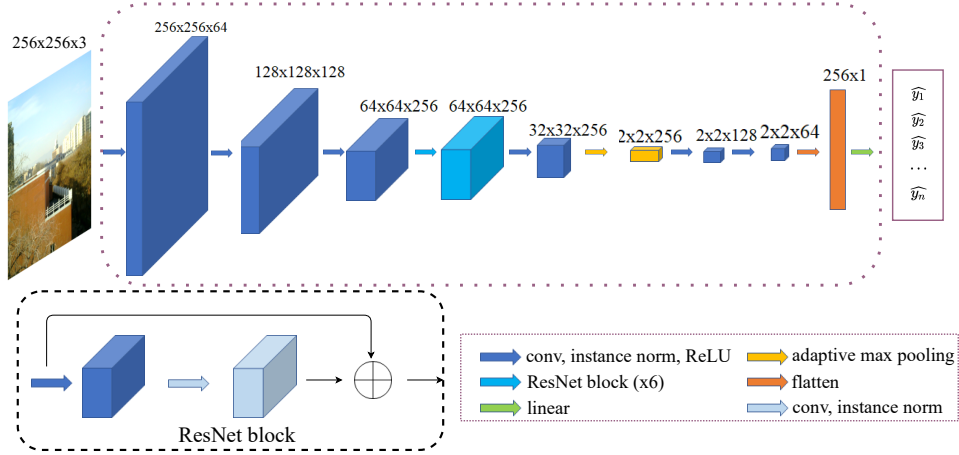 256x256x3
256x256x64
128x128x128
64x64x256
64x64x256
32x32x256
2x2x256
2x2x128
2x2x64
256x1
ŷ₁
ŷ₂
ŷ₃
...
ŷₙ
ResNet block
conv, instance norm, ReLU
ResNet block (x6)
linear
adaptive max pooling
flatten
conv, instance norm